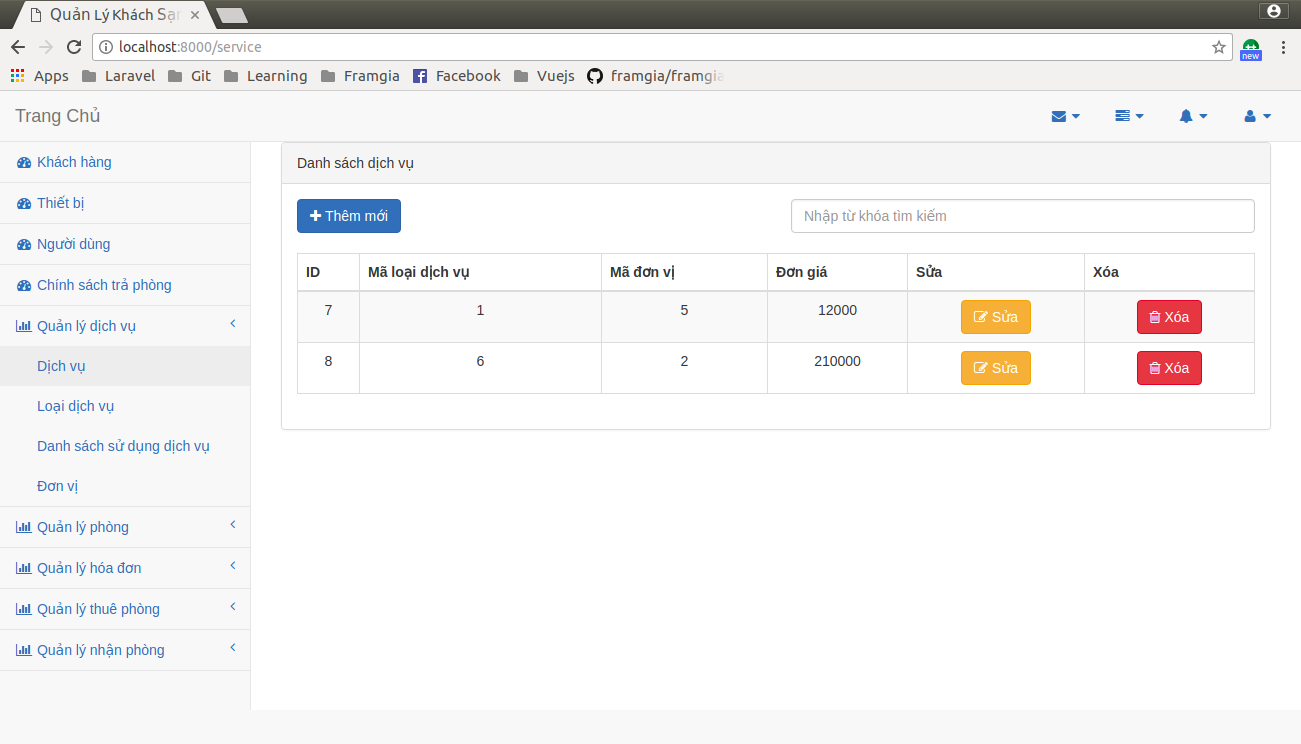 Quản Lý Khách Sạn
localhost:8000/service
new
Apps Laravel Git Learning Framgia Facebook Vuejs framgia/framgia
Trang Chủ
Khách hàng
Thiết bị
Người dùng
Chính sách trả phòng
Quản lý dịch vụ
Dịch vụ
Loại dịch vụ
Danh sách sử dụng dịch vụ
Đơn vị
Quản lý phòng
Quản lý hóa đơn
Quản lý thuê phòng
Quản lý nhận phòng
Danh sách dịch vụ
Thêm mới Nhập từ khóa tìm kiếm
ID Mã loại dịch vụ Mã đơn vị Đơn giá Sửa Xóa
7 1 5 12000 Sửa Xóa
8 6 2 210000 Sửa Xóa